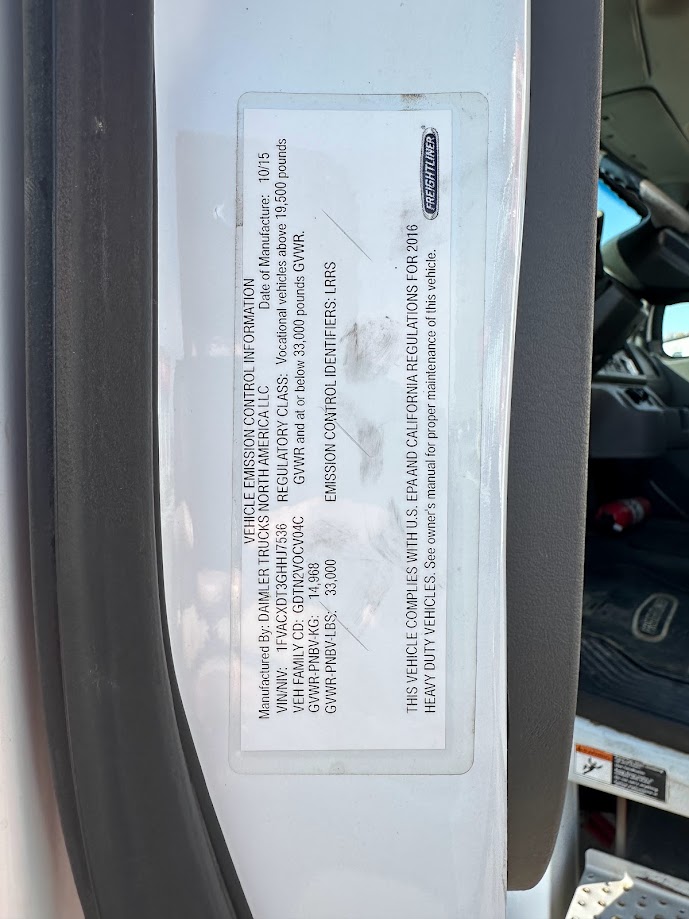 VEHICLE EMISSION CONTROL INFORMATION
Manufactured By: DAIMLER TRUCKS NORTH AMERICA LLC Date of Manufacture: 10/15
VIN/NIV: 1FVACXDT3GHHJ7536 REGULATORY CLASS: Vocational vehicles above 19,500 pounds
VEH FAMILY CD: GDTN2VOCV04C GVWR and at or below 33,000 pounds GVWR.
GVWR-PNBV-KG: 14,968
GVWR-PNBV-LBS: 33,000 EMISSION CONTROL IDENTIFIERS: LRRS
THIS VEHICLE COMPLIES WITH U.S. EPA AND CALIFORNIA REGULATIONS FOR 2016
HEAVY DUTY VEHICLES. See owner's manual for proper maintenance of this vehicle.
FREIGHTLINER®